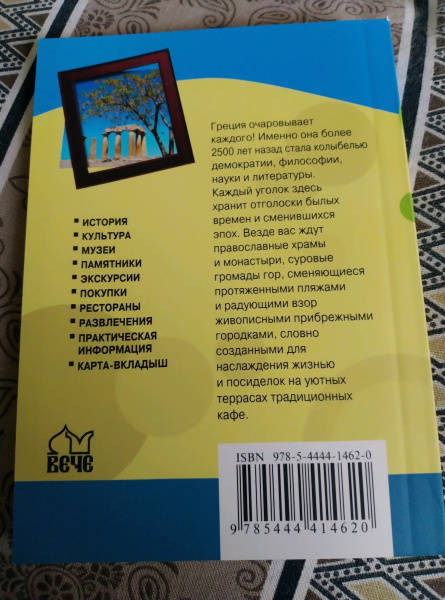 Греция очаровывает
каждого! Именно она более
2500 лет назад стала колыбелью
демократии, философии,
науки и литературы.
Каждый уголок здесь
хранит отголоски былых
времен и сменившихся
эпох. Везде вас ждут
православные храмы
и монастыри, суровые
громады гор, сменяющиеся
протяженными пляжами
и радующими взор
живописными прибрежными
городками, словно
созданными для
наслаждения жизнью
и посиделок на уютных
террасах традиционных
кафе.
ИСТОРИЯ
КУЛЬТУРА
МУЗЕИ
ПАМЯТНИКИ
ЭКСКУРСИИ
ПОКУПКИ
РЕСТОРАНЫ
РАЗВЛЕЧЕНИЯ
ПРАКТИЧЕСКАЯ
ИНФОРМАЦИЯ
КАРТА-ВКЛАДЫШ
ВЕЧЕ
ISBN 978-5-4444-1462-0
9 785444 414620